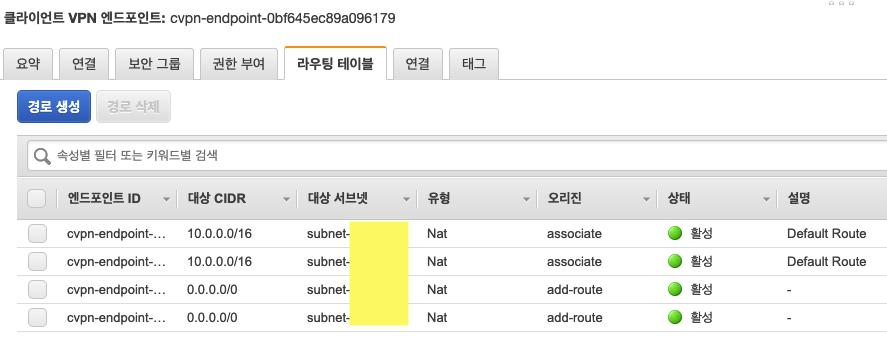 클라이언트 VPN 엔드포인트: cvpn-endpoint-0bf645ec89a096179
요약 연결 보안 그룹 권한 부여 라우팅 테이블 연결 태그
경로 생성 경로 삭제
속성별 필터 또는 키워드별 검색
엔드포인트 ID 대상 CIDR 대상 서브넷 유형 오리진 상태 설명
cvpn-endpoint-... 10.0.0.0/16 subnet- Nat associate 활성 Default Route
cvpn-endpoint-... 10.0.0.0/16 subnet- Nat associate 활성 Default Route
cvpn-endpoint-... 0.0.0.0/0 subnet- Nat add-route 활성 -
cvpn-endpoint-... 0.0.0.0/0 subnet- Nat add-route 활성 -